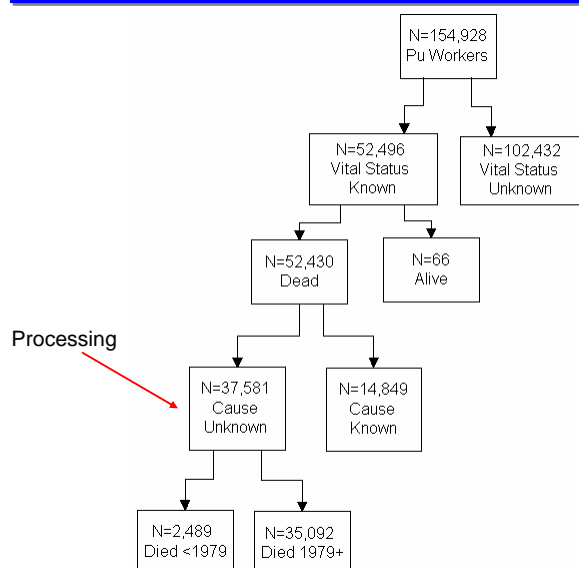 N=154,928
Pu Workers
N=52,496
Vital Status
Known
N=102,432
Vital Status
Unknown
N=52,430
Dead
N=66
Alive
Processing
N=37,581
Cause
Unknown
N=14,849
Cause
Known
N=2,489
Died <1979
N=35,092
Died 1979+